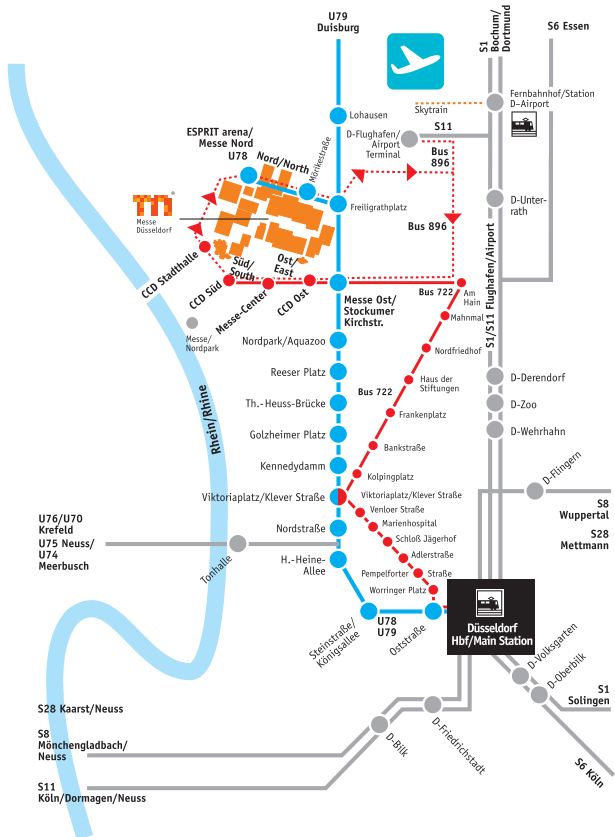 U79
Duisburg
S1
Bochum/
Dortmund
S6 Essen
Fernbahnhof/Station
D-Airport
Skytrain
Lohausen
D-Flughafen/
Airport
Terminal
S11
ESPRIT arena/
Messe Nord
U78
Nord/North
Mörikestraße
Bus
896
D-Unter-
rath
®
Messe
Düsseldorf
Freiligrathplatz
Bus 896
CCD Stadthalle
Süd/
South
Ost/
East
CCD Süd
Messe-Center
CCD Ost
Messe Ost/
Stockumer
Kirchstr.
Bus 722
Am
Hain
S1/S11 Flughafen/Airport
Mahnmal
Messe/
Nordpark
Nordpark/Aquazoo
Nordfriedhof
Reeser Platz
Haus der
Stiftungen
D-Derendorf
Bus 722
Th.-Heuss-Brücke
D-Zoo
Frankenplatz
Rhein/Rhine
Golzheimer Platz
D-Wehrhahn
Bankstraße
Kennedydamm
Kolpingplatz
D-Flingern
Viktoriaplatz/Klever Straße
Viktoriaplatz/Klever Straße
S8
Wuppertal
Venloer Straße
U76/U70
Krefeld
Nordstraße
Marienhospital
S28
Mettmann
U75 Neuss/
U74
Meerbusch
Schloß Jägerhof
Tonhalle
H.-Heine-
Allee
Adlerstraße
Pempelforter Straße
Worringer Platz
Steinstraße/
Königsallee
U78
U79
Oststraße
Düsseldorf
Hbf/Main Station
D-Volksgarten
D-Oberbilk
S1
Solingen
S28 Kaarst/Neuss
S8
Mönchengladbach/
Neuss
D-Bilk
D-Friedrichstadt
S6 Köln
S11
Köln/Dormagen/Neuss